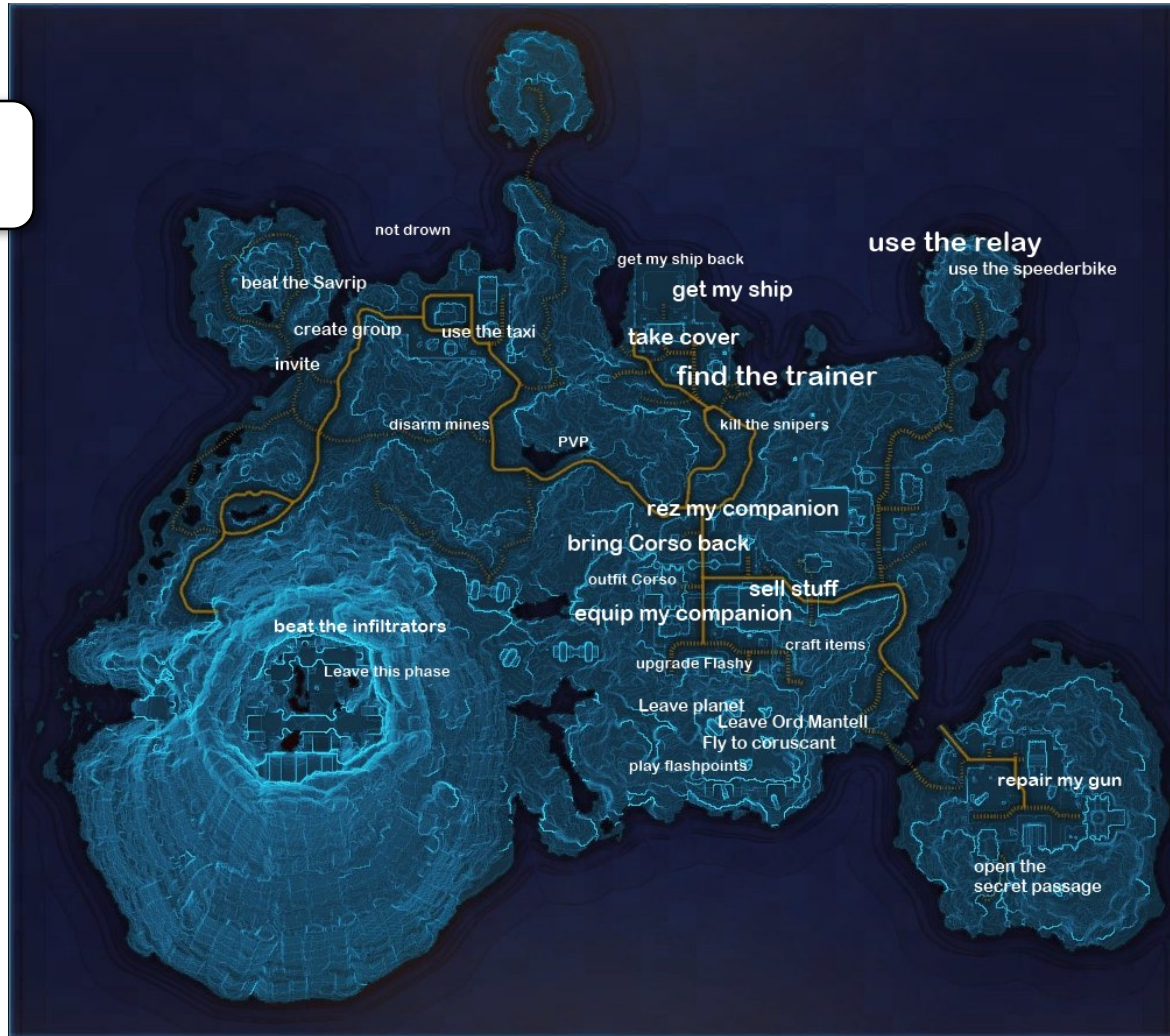 not drown
use the relay
get my ship back
use the speederbike
beat the Savrip
get my ship
create group
use the taxi
take cover
invite
find the trainer
disarm mines
kill the snipers
PVP
rez my companion
bring Corso back
outfit Corso
sell stuff
equip my companion
beat the infiltrators
craft items
Leave this phase
upgrade Flashy
Leave planet
Leave Ord Mantell
Fly to coruscant
play flashpoints
repair my gun
open the
secret passage